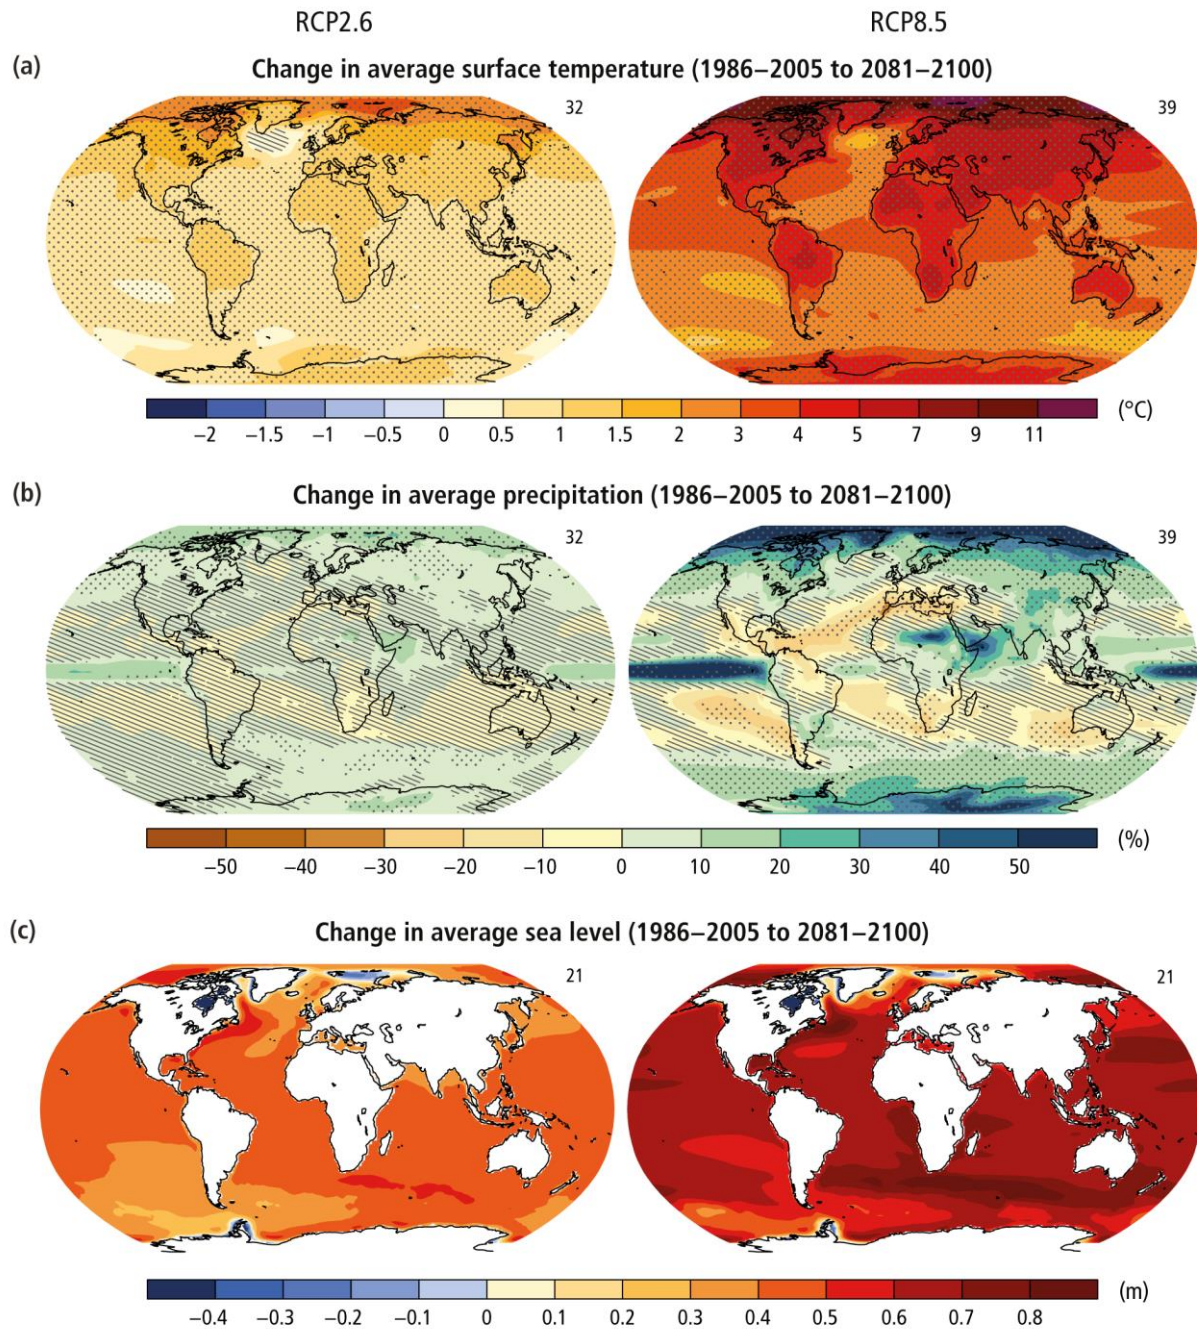 RCP2.6 RCP8.5
(a) Change in average surface temperature (1986–2005 to 2081–2100)
32 39
−2 −1.5 −1 −0.5 0 0.5 1 1.5 2 3 4 5 7 9 11 (°C)
(b) Change in average precipitation (1986–2005 to 2081–2100)
32 39
−50 −40 −30 −20 −10 0 10 20 30 40 50 (%)
(c) Change in average sea level (1986–2005 to 2081–2100)
21 21
−0.4 −0.3 −0.2 −0.1 0 0.1 0.2 0.3 0.4 0.5 0.6 0.7 0.8 (m)